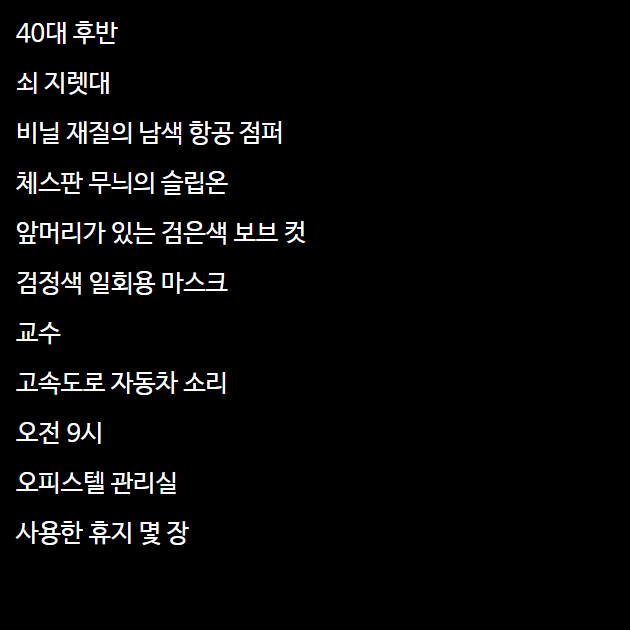 40대 후반
쇠 지렛대
비닐 재질의 남색 항공 점퍼
체스판 무늬의 슬립온
앞머리가 있는 검은색 보브 컷
검정색 일회용 마스크
교수
고속도로 자동차 소리
오전 9시
오피스텔 관리실
사용한 휴지 몇 장